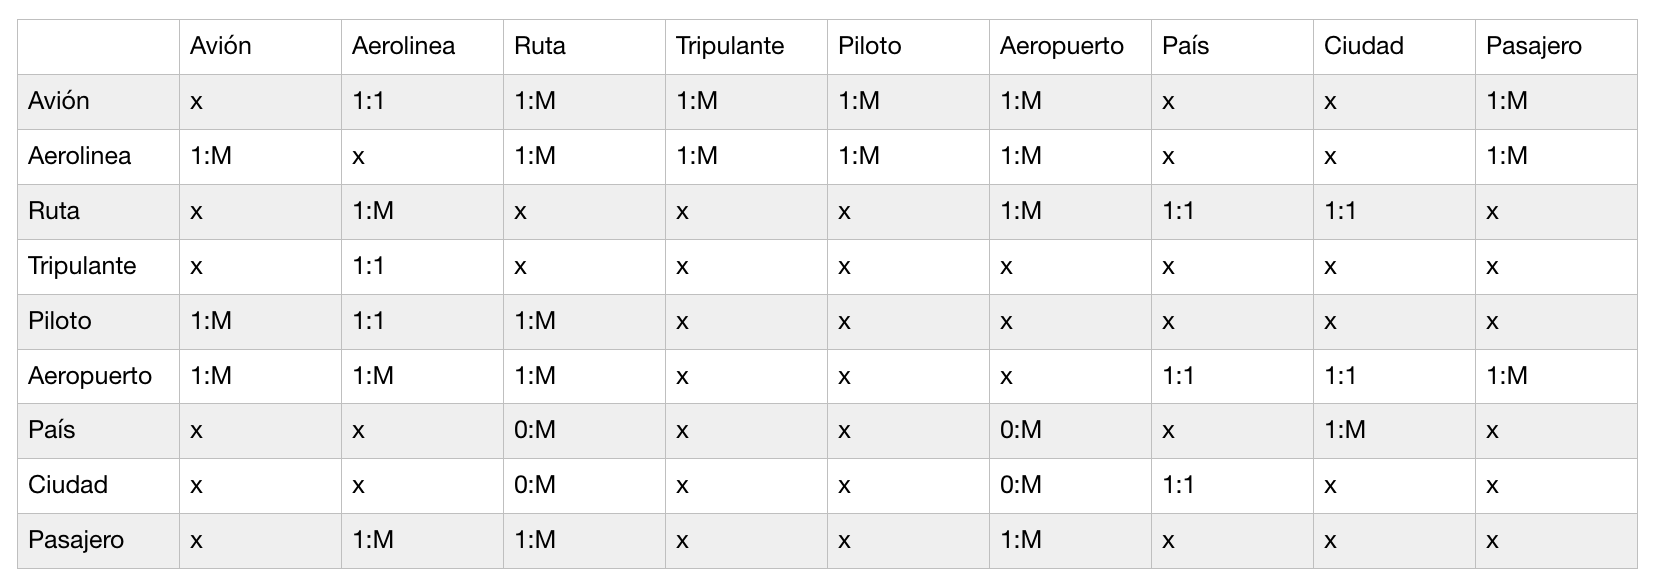 Avión Aerolinea Ruta Tripulante Piloto Aeropuerto País Ciudad Pasajero
Avión x 1:1 1:M 1:M 1:M 1:M x x 1:M
Aerolinea 1:M x 1:M 1:M 1:M 1:M x x 1:M
Ruta x 1:M x x x 1:M 1:1 1:1 x
Tripulante x 1:1 x x x x x x x
Piloto 1:M 1:1 1:M x x x x x x
Aeropuerto 1:M 1:M 1:M x x x 1:1 1:1 1:M
País x x 0:M x x 0:M x 1:M x
Ciudad x x 0:M x x 0:M 1:1 x x
Pasajero x 1:M 1:M x x 1:M x x x